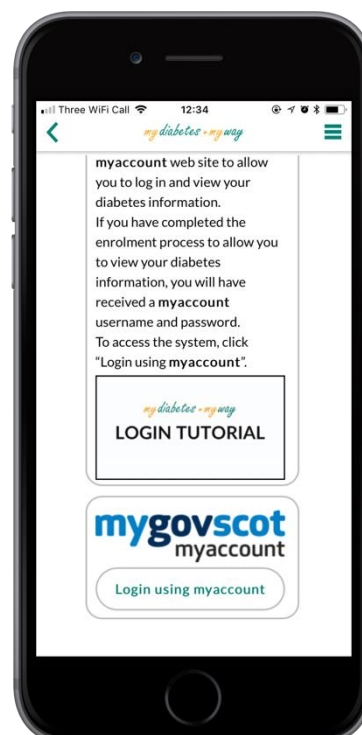 Three WiFi Call 12:34
my diabetes • my way
myaccount web site to allow
you to log in and view your
diabetes information.
If you have completed the
enrolment process to allow you
to view your diabetes
information, you will have
received a myaccount
username and password.
To access the system, click
“Login using myaccount”.
my diabetes • my way
LOGIN TUTORIAL
mygovscot
myaccount
Login using myaccount